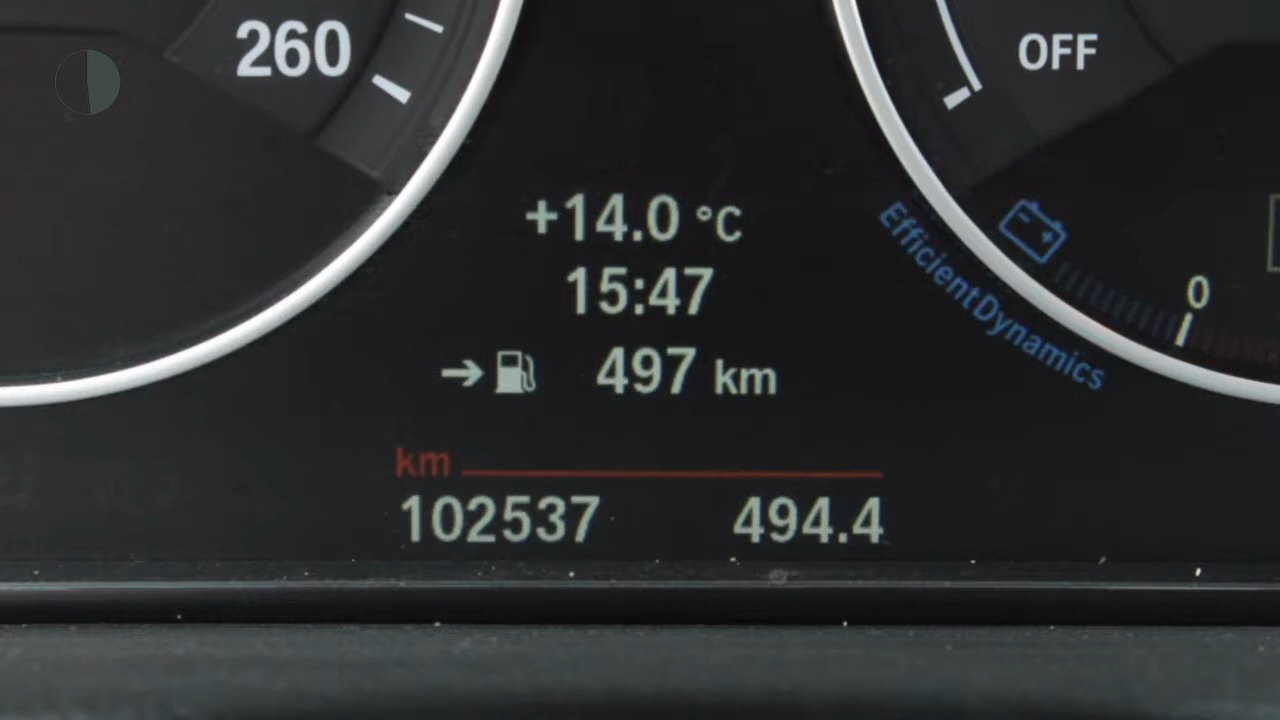 260
OFF
+14.0 °C
15:47
EfficientDynamics
0
➔ 497 km
km
102537 494.4